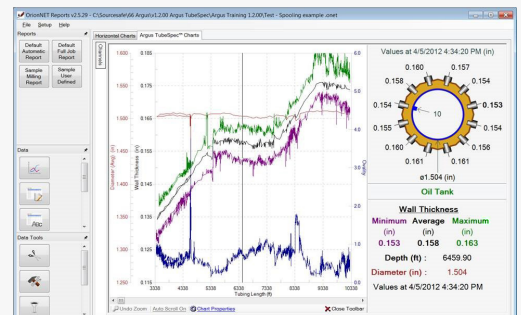 OrionNET Reports v2.5.29 - C:\Sourcesafe\66 Argus\v1.2.00 Argus TubeSpec\Argus Training 1.2.00\Test - Spooling example .onet
File Setup Help
Reports
Default Automatic Report
Default Full Job Report
Sample Milling Report
Sample User Defined
Data
Abc
Data Tools
Horizontal Charts Argus TubeSpec™ Charts
Channels
Diameter (Avg) (in)
Wall Thickness (in)
Ovality
1.600
1.550
1.500
1.450
1.400
1.350
1.300
1.250
0.185
0.175
0.165
0.155
0.145
0.135
0.125
0.115
6.0
5.0
4.0
3.0
2.0
1.0
0.0
3338 4338 5338 6338 7338 8338 9338 10338
Tubing Length (ft)
Undo Zoom Auto Scroll On Chart Properties Close Toolbar
Values at 4/5/2012 4:34:20 PM (in)
0.160 0.157
0.158 0.154
0.154 0.153
0.155 0.154
0.160 0.156
0.161 0.161
10
ø1.504 (in)
Oil Tank
Wall Thickness
Minimum Average Maximum
(in) (in) (in)
0.153 0.158 0.163
Depth (ft) : 6459.90
Diameter (in) : 1.504
Values at 4/5/2012 4:34:20 PM